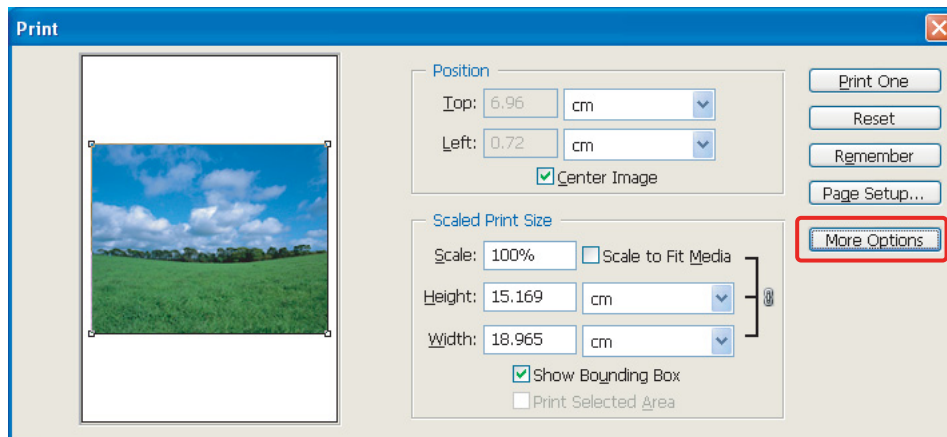 Print
Position
Top: 6.96 cm
Left: 0.72 cm
Center Image
Scaled Print Size
Scale: 100% Scale to Fit Media
Height: 15.169 cm
Width: 18.965 cm
Show Bounding Box
Print Selected Area
Print One
Reset
Remember
Page Setup...
More Options